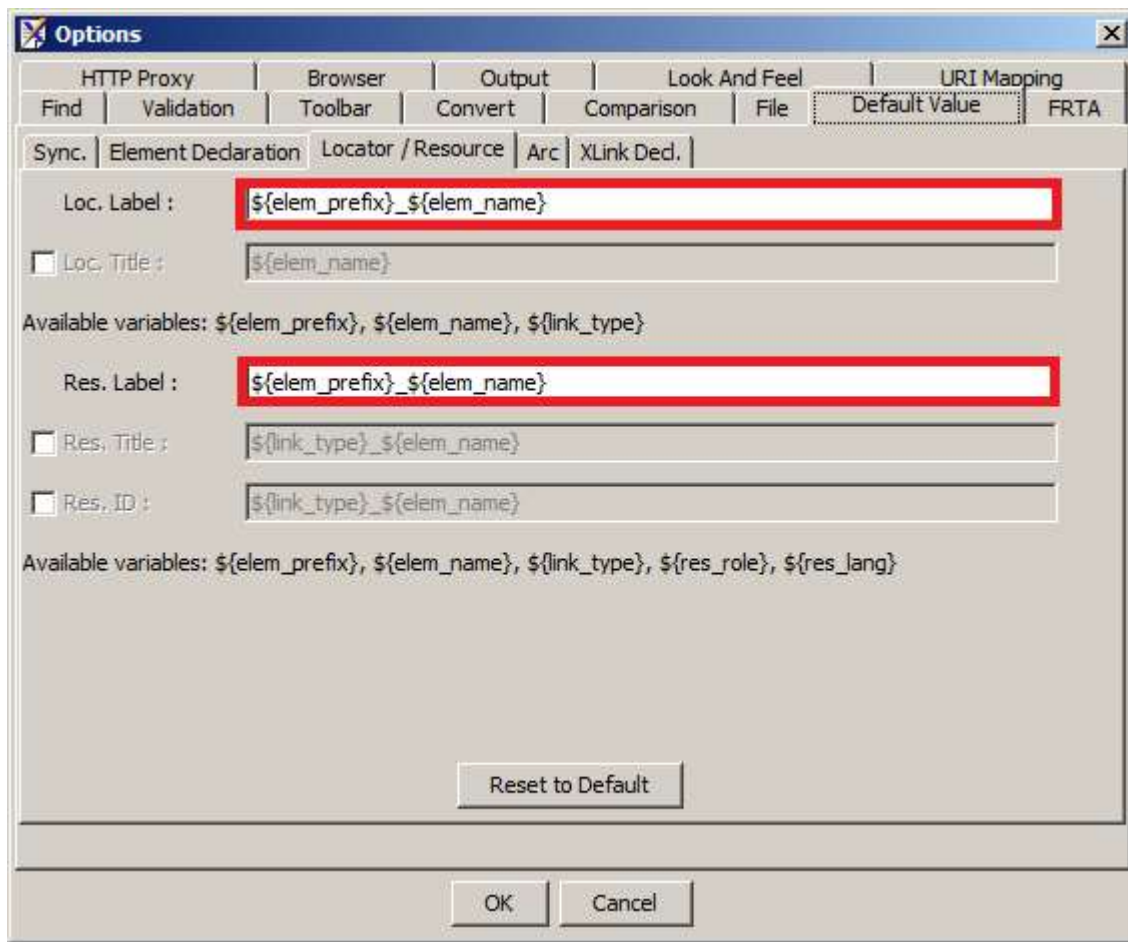 Options
HTTP Proxy Browser Output Look And Feel URI Mapping
Find Validation Toolbar Convert Comparison File Default Value FRTA
Sync. Element Declaration Locator / Resource Arc XLink Decl.
Loc. Label : ${elem_prefix}_${elem_name}
Loc. Title : ${elem_name}
Available variables: ${elem_prefix}, ${elem_name}, ${link_type}
Res. Label : ${elem_prefix}_${elem_name}
Res. Title : ${link_type}_${elem_name}
Res. ID : ${link_type}_${elem_name}
Available variables: ${elem_prefix}, ${elem_name}, ${link_type}, ${res_role}, ${res_lang}
Reset to Default
OK Cancel